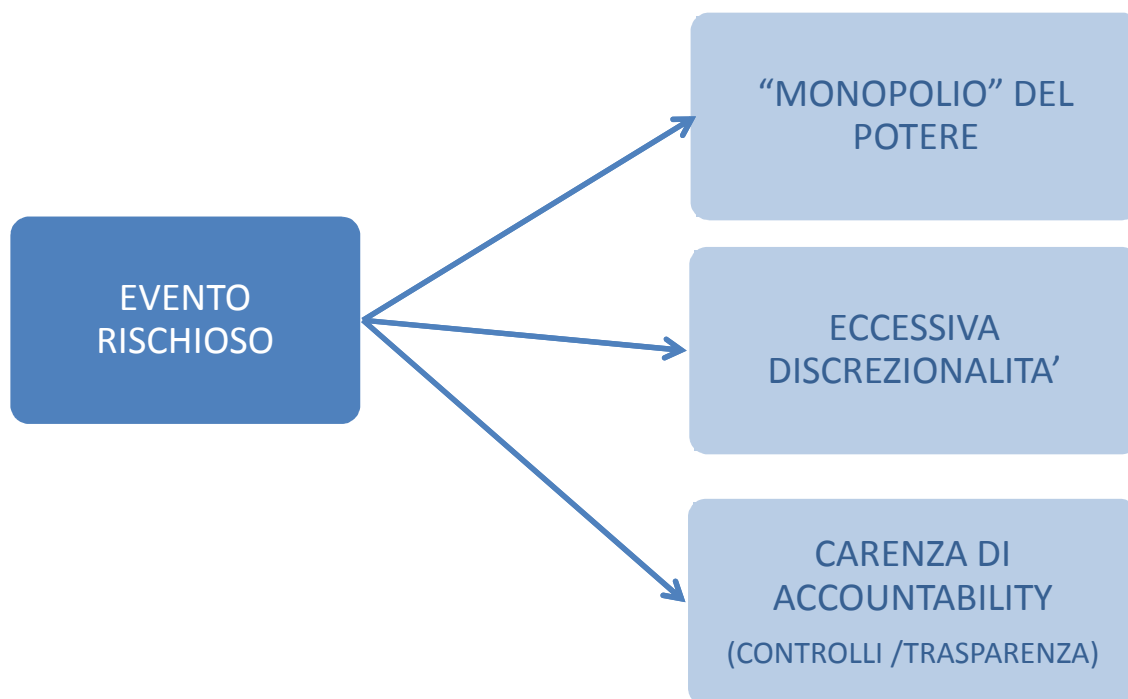 “MONOPOLIO” DEL
POTERE
EVENTO
RISCHIOSO
ECCESSIVA
DISCREZIONALITA’
CARENZA DI
ACCOUNTABILITY
(CONTROLLI /TRASPARENZA)